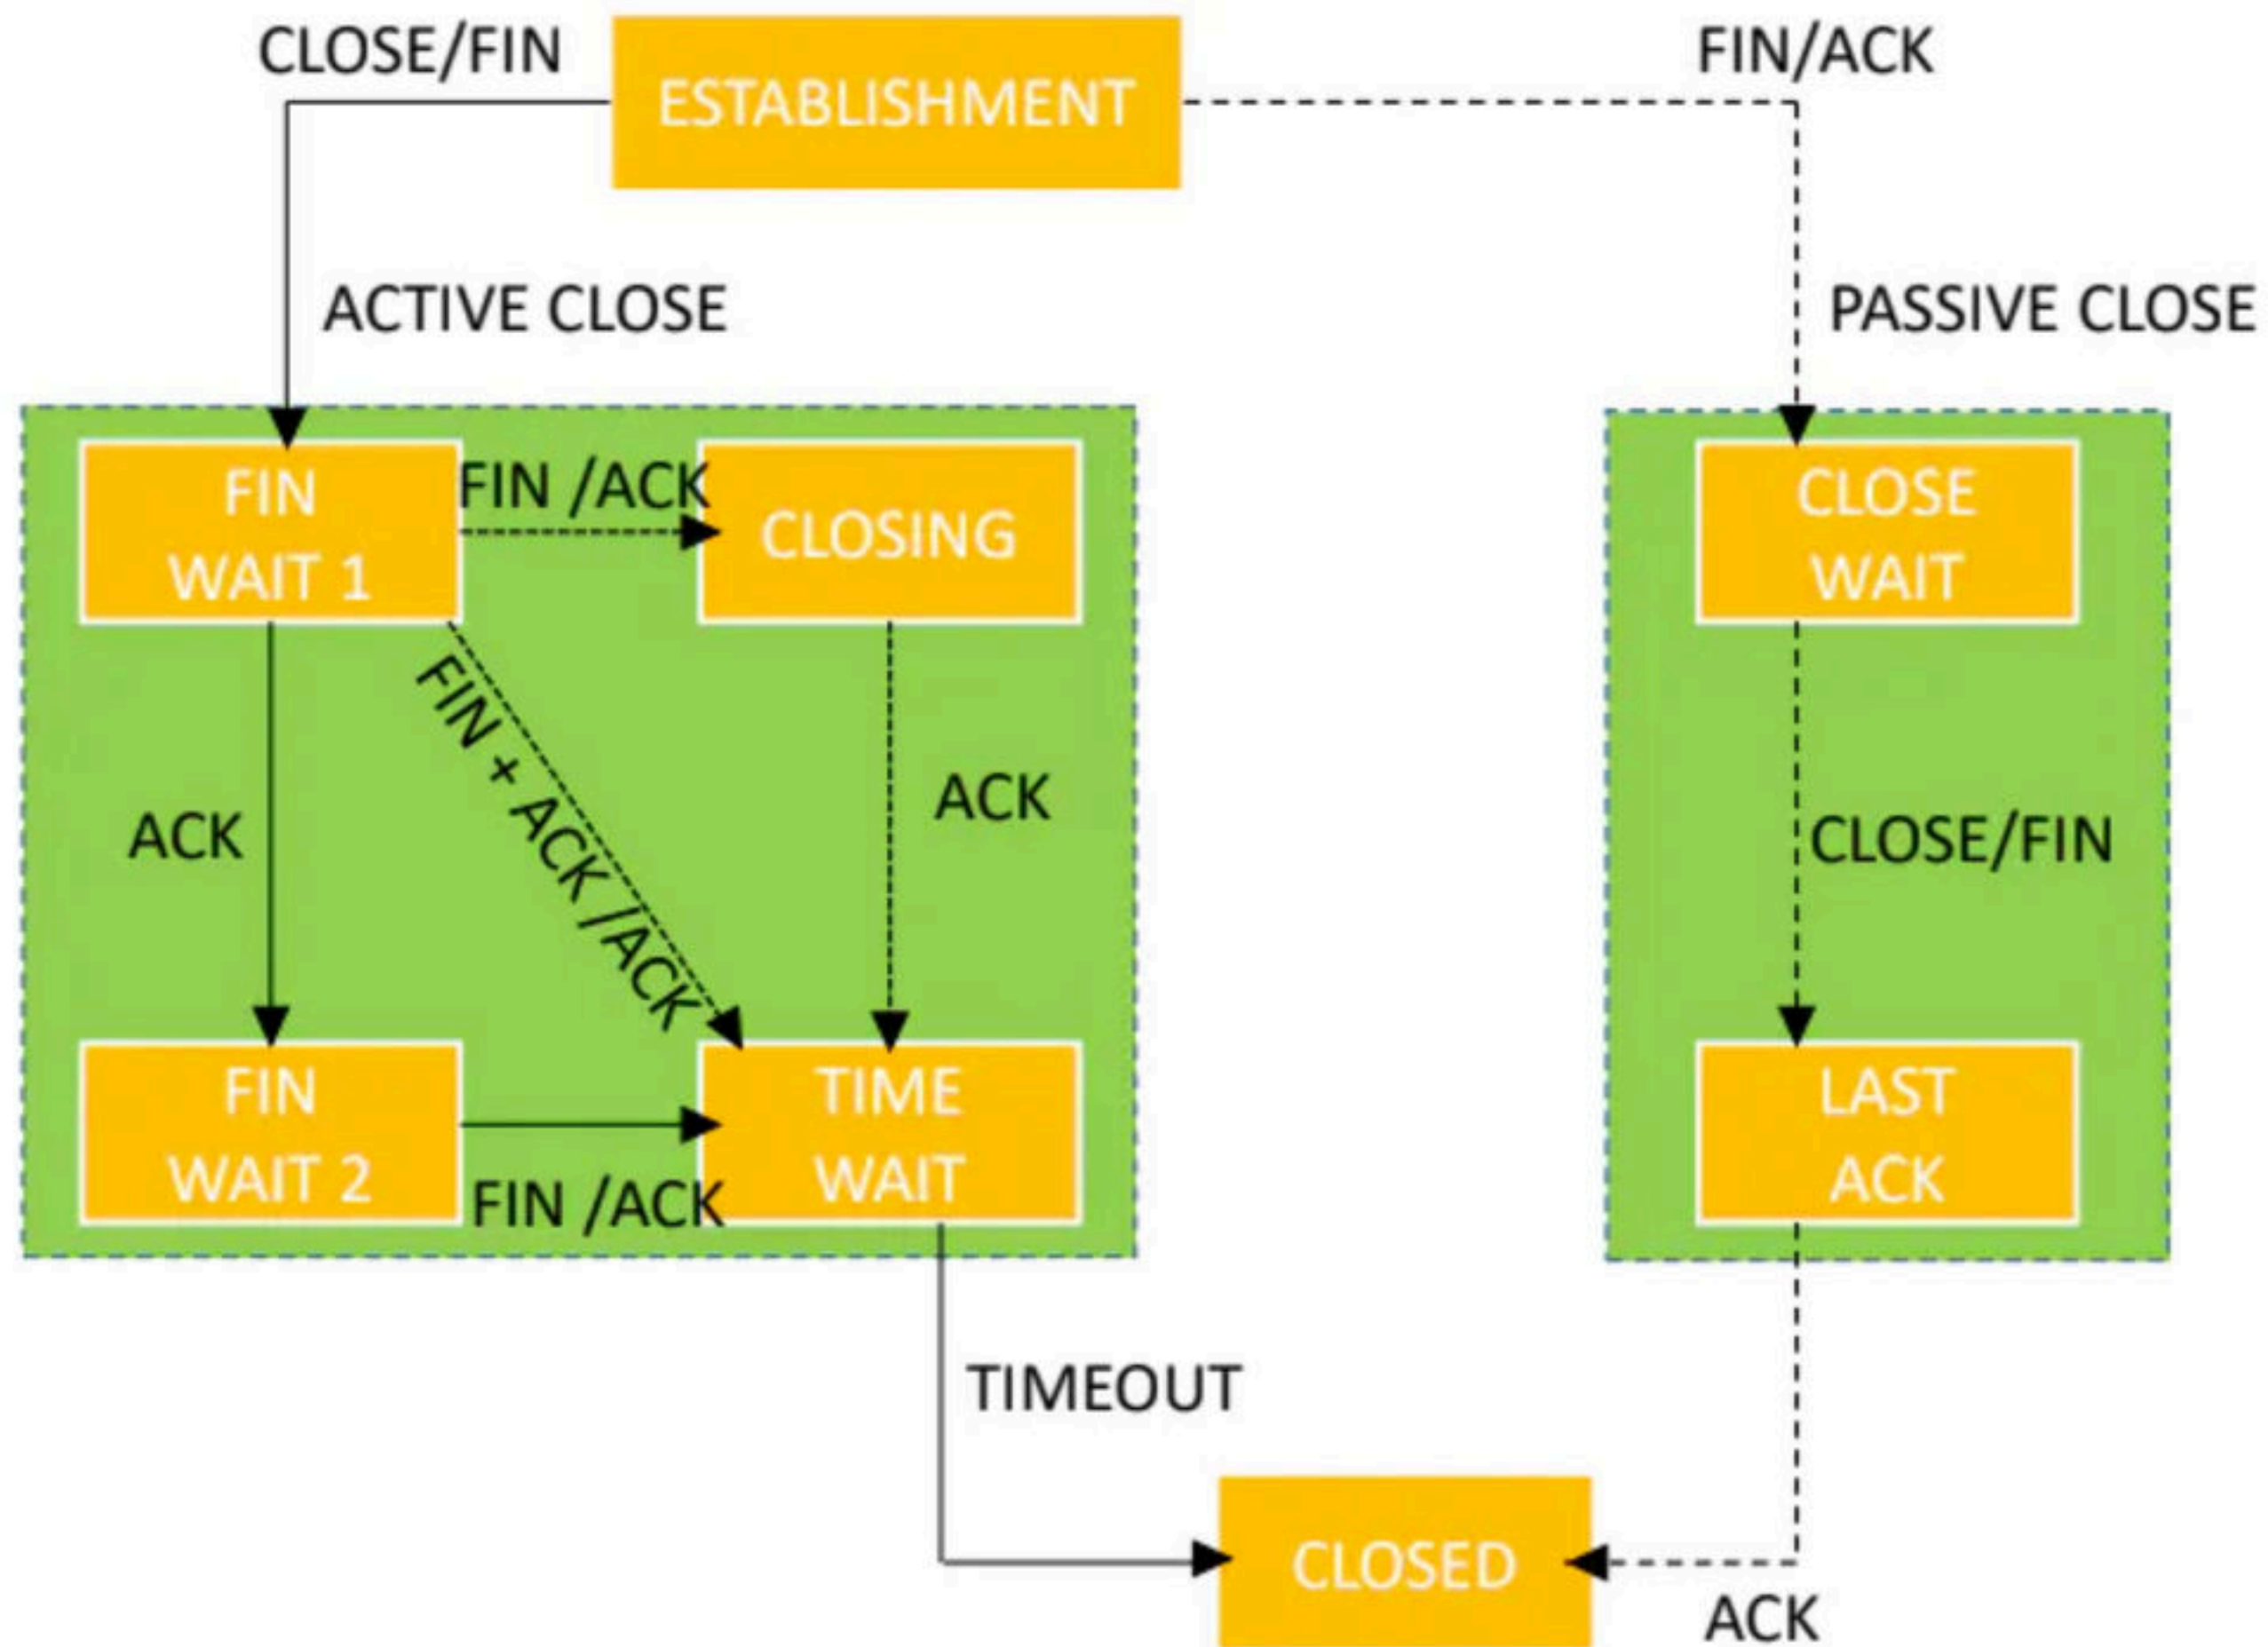 CLOSE/FIN
ESTABLISHMENT
FIN/ACK
ACTIVE CLOSE
PASSIVE CLOSE
FIN
WAIT 1
FIN /ACK
CLOSING
CLOSE
WAIT
ACK
FIN + ACK /ACK
ACK
CLOSE/FIN
FIN
WAIT 2
FIN /ACK
TIME
WAIT
LAST
ACK
TIMEOUT
CLOSED
ACK